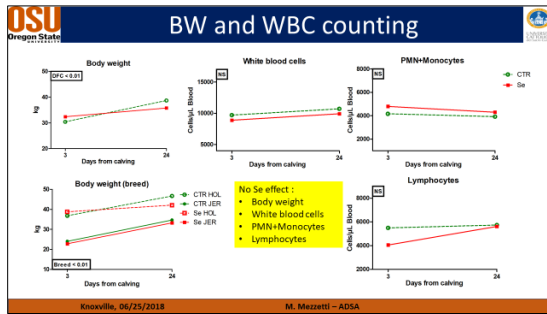 OSU
Oregon State
UNIVERSITY
BW and WBC counting
Body weight
DFC < 0.01
kg
40
30
20
3
24
Days from calving
White blood cells
NS
Cells/µL Blood
15000
10000
5000
3
24
Days from calving
PMN+Monocytes
NS
Cells/µL Blood
8000
6000
4000
2000
3
24
Days from calving
CTR
Se
Body weight (breed)
kg
50
40
30
20
10
Breed < 0.01
3
24
Days from calving
CTR HOL
CTR JER
Se HOL
Se JER
No Se effect :
• Body weight
• White blood cells
• PMN+Monocytes
• Lymphocytes
Lymphocytes
NS
Cells/µL Blood
8000
6000
4000
2000
3
24
Days from calving
Knoxville, 06/25/2018
M. Mezzetti – ADSA